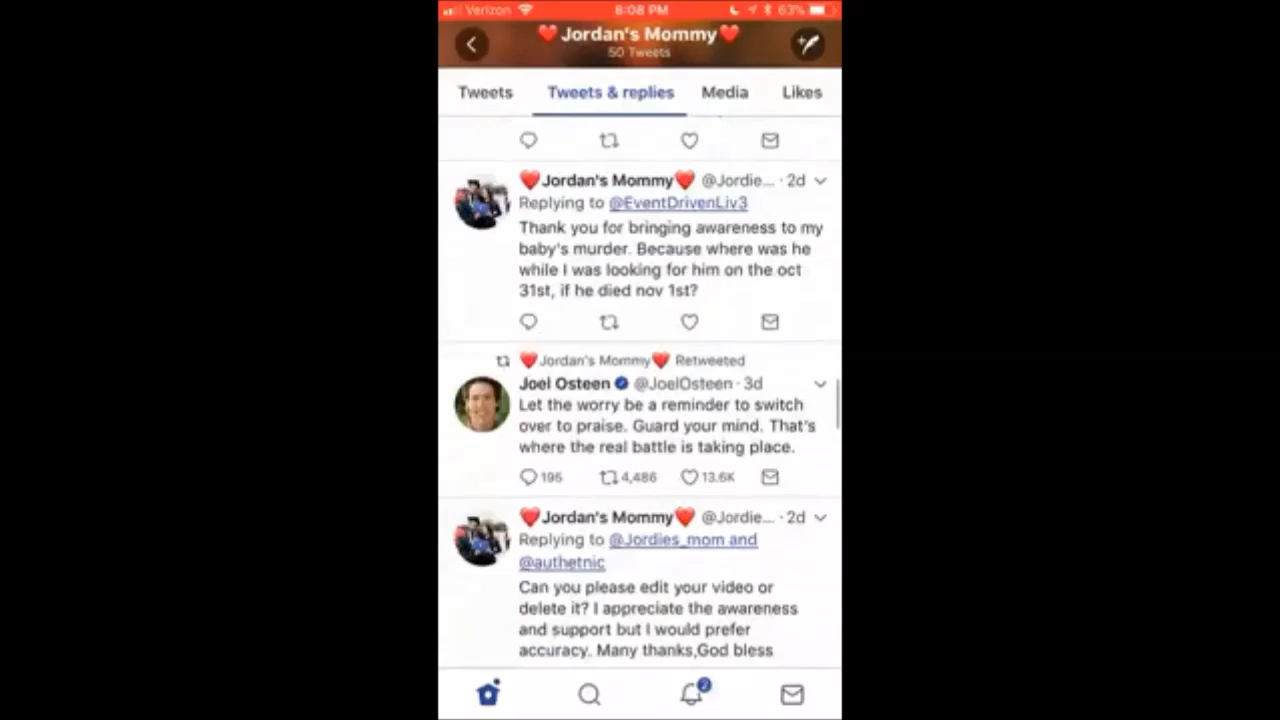 Verizon 8:08 PM 63%
❤️Jordan's Mommy❤️
50 Tweets
Tweets Tweets & replies Media Likes
❤️Jordan's Mommy❤️ @Jordie... · 2d
Replying to @EventDrivenLiv3
Thank you for bringing awareness to my
baby's murder. Because where was he
while I was looking for him on the oct
31st, if he died nov 1st?
❤️Jordan's Mommy❤️ Retweeted
Joel Osteen @JoelOsteen · 3d
Let the worry be a reminder to switch
over to praise. Guard your mind. That's
where the real battle is taking place.
195 4,486 13.6K
❤️Jordan's Mommy❤️ @Jordie... · 2d
Replying to @Jordies_mom and
@authetnic
Can you please edit your video or
delete it? I appreciate the awareness
and support but I would prefer
accuracy. Many thanks,God bless
2